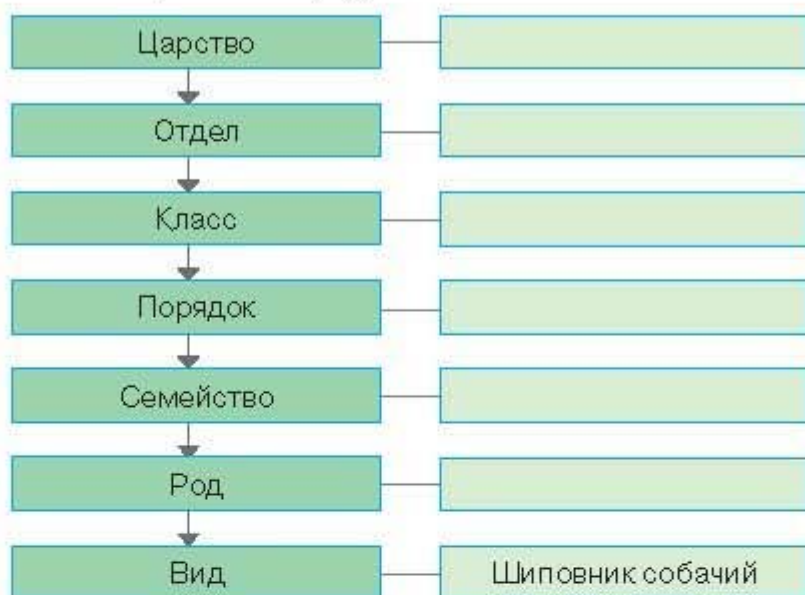 Царство
Отдел
Класс
Порядок
Семейство
Род
Вид
Шиповник собачий